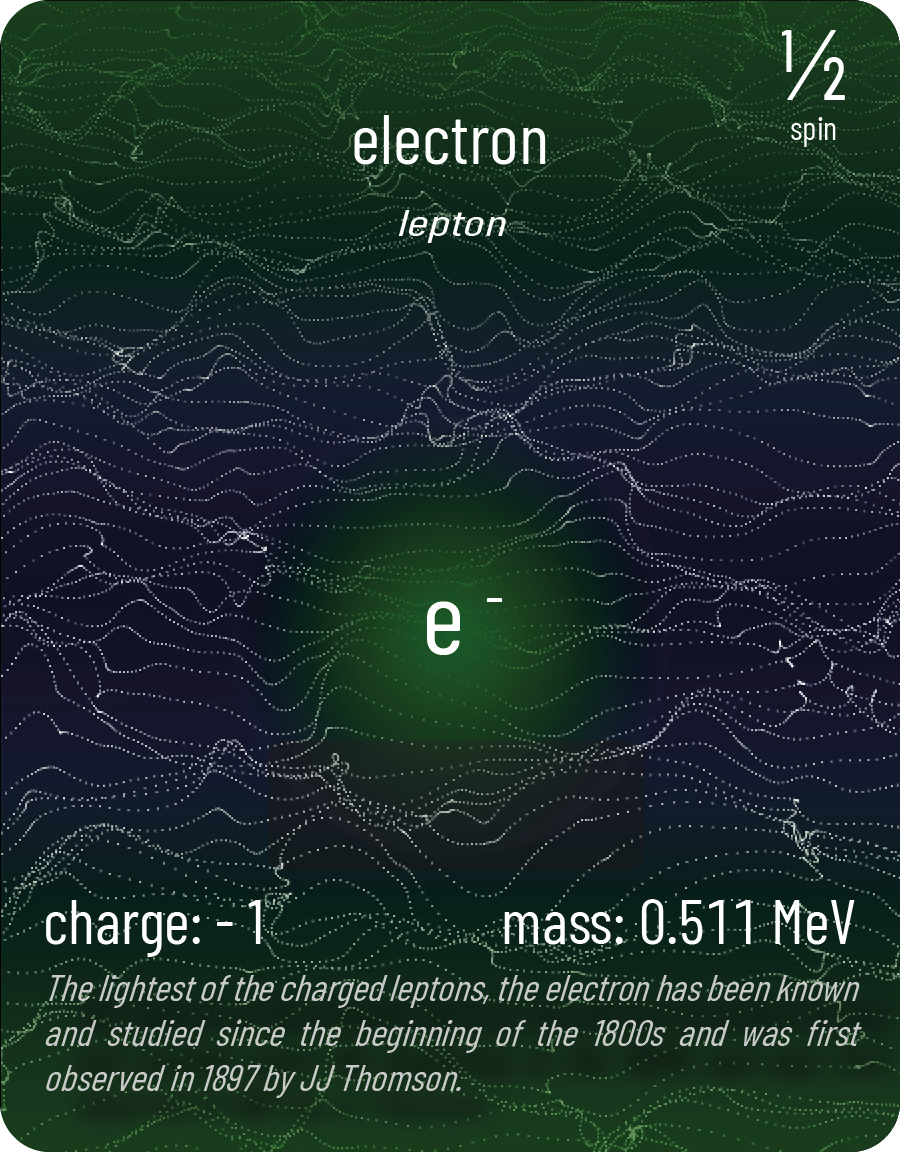 ½
spin
electron
lepton
e⁻
charge: - 1
mass: 0.511 MeV
The lightest of the charged leptons, the electron has been known
and studied since the beginning of the 1800s and was first
observed in 1897 by JJ Thomson.